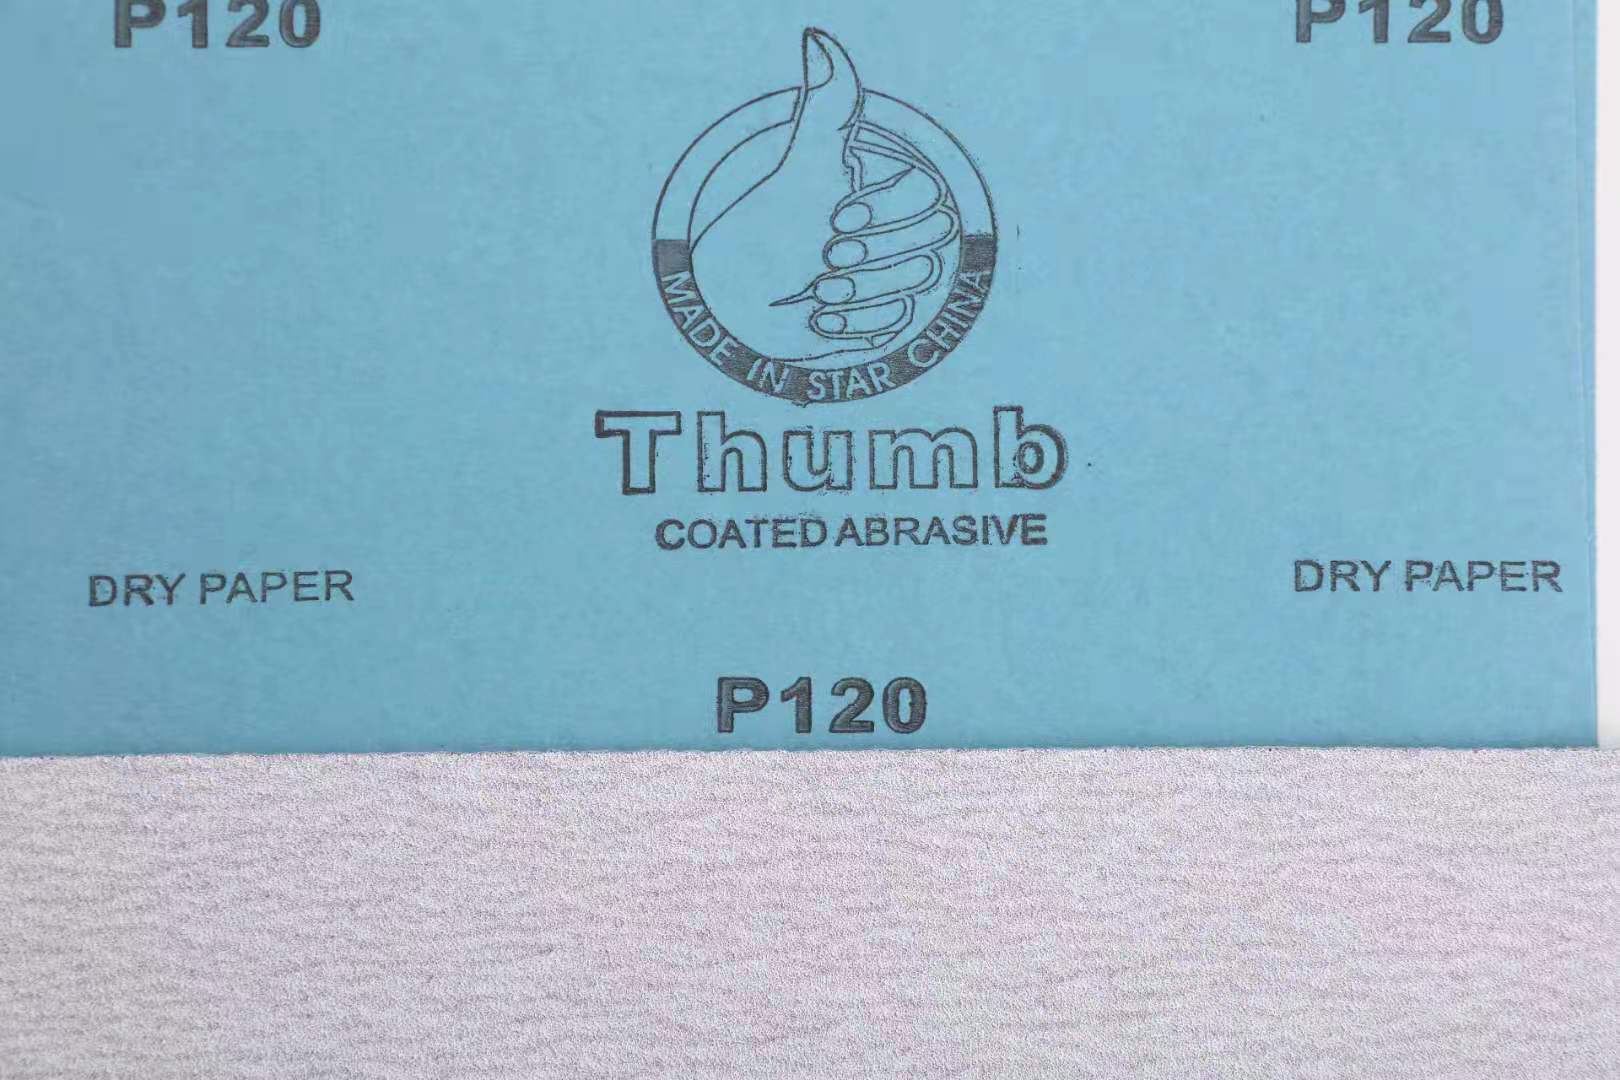 P120 P120
MADE IN STAR CHINA
Thumb
COATED ABRASIVE
DRY PAPER DRY PAPER
P120